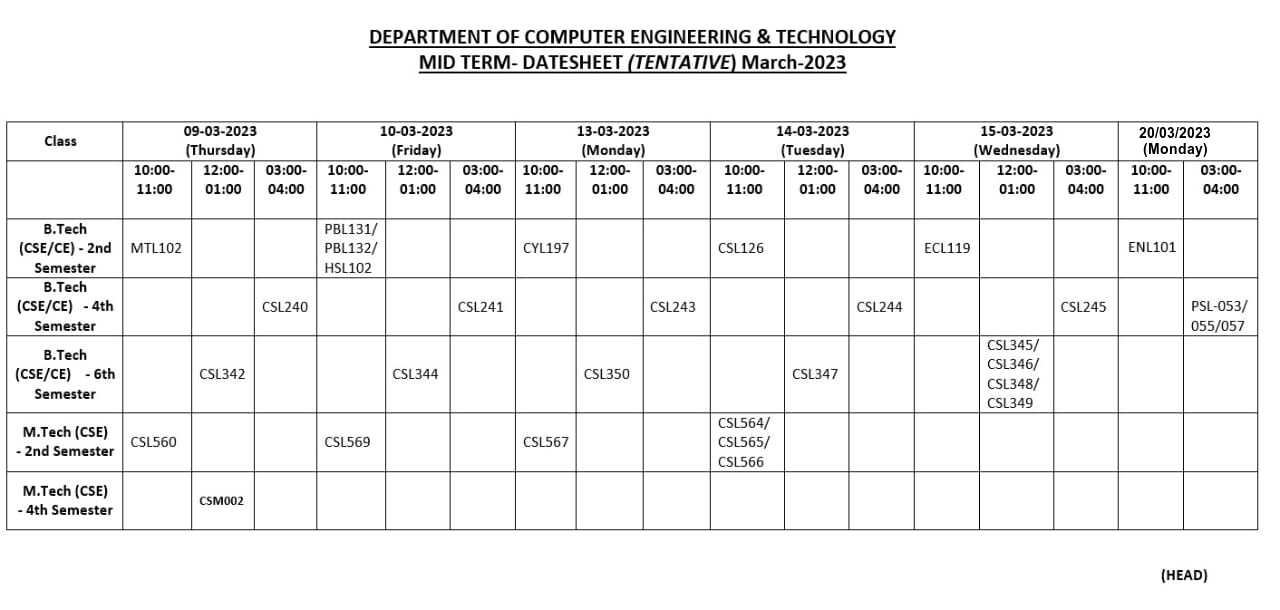 DEPARTMENT OF COMPUTER ENGINEERING & TECHNOLOGY
MID TERM- DATESHEET (TENTATIVE) March-2023
Class
09-03-2023
(Thursday)
10-03-2023
(Friday)
13-03-2023
(Monday)
14-03-2023
(Tuesday)
15-03-2023
(Wednesday)
20/03/2023
(Monday)
10:00-
11:00
12:00-
01:00
03:00-
04:00
10:00-
11:00
12:00-
01:00
03:00-
04:00
10:00-
11:00
12:00-
01:00
03:00-
04:00
10:00-
11:00
12:00-
01:00
03:00-
04:00
10:00-
11:00
12:00-
01:00
03:00-
04:00
10:00-
11:00
03:00-
04:00
B.Tech
(CSE/CE) - 2nd
Semester
MTL102
PBL131/
PBL132/
HSL102
CYL197
CSL126
ECL119
ENL101
B.Tech
(CSE/CE) - 4th
Semester
CSL240
CSL241
CSL243
CSL244
CSL245
PSL-053/
055/057
B.Tech
(CSE/CE) - 6th
Semester
CSL342
CSL344
CSL350
CSL347
CSL345/
CSL346/
CSL348/
CSL349
M.Tech (CSE)
- 2nd Semester
CSL560
CSL569
CSL567
CSL564/
CSL565/
CSL566
M.Tech (CSE)
- 4th Semester
CSM002
(HEAD)